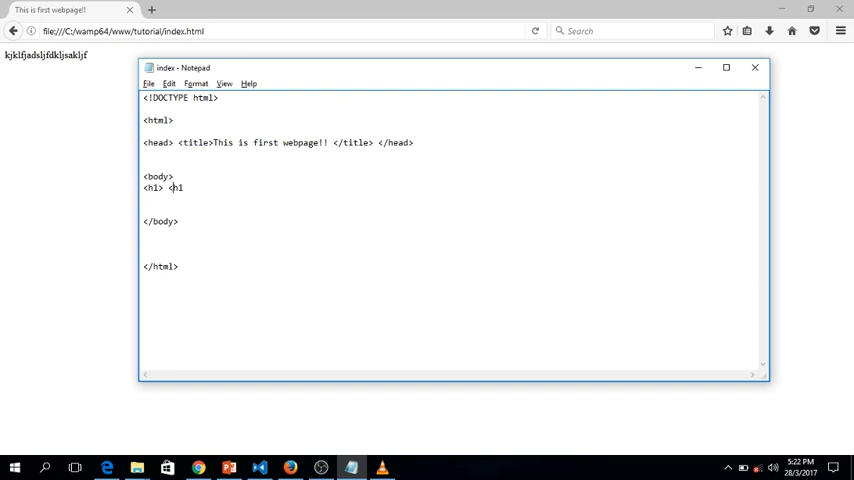 This is first webpage!!
file:///C:/wamp64/www/tutorial/index.html
Search
kjklfjadsljfdkljsakljf
index - Notepad
File Edit Format View Help
<!DOCTYPE html>
<html>
<head> <title>This is first webpage!! </title> </head>
<body>
<h1> <h1
</body>
</html>
5:22 PM
28/3/2017